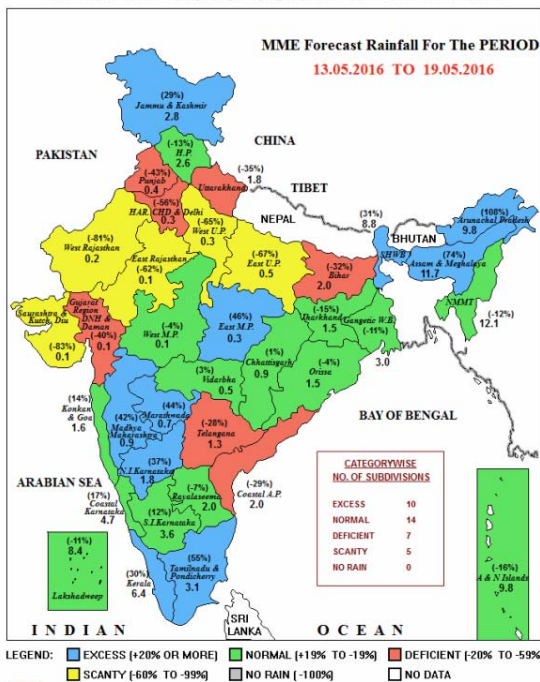 MME Forecast Rainfall For The PERIOD
13.05.2016 TO 19.05.2016
(29%)
Jammu & Kashmir
2.8
CHINA
(-13%)
H.P.
2.6
PAKISTAN
(-43%)
Punjab
0.4
(-35%)
1.8
Uttarakhand
TIBET
(-56%)
HAR. CHD & Delhi
0.3
(-65%)
West U.P.
0.3
NEPAL
(31%)
8.8
SHWB
BHUTAN
(108%)
Arunachal Pradesh
9.8
(-81%)
West Rajasthan
0.2
East Rajasthan
(-62%)
0.1
(-67%)
East U.P.
0.5
(-32%)
Bihar
2.0
(74%)
Assam & Meghalaya
11.7
NMMT
(-12%)
12.1
Saurashtra &
Kutch, Diu
(-83%)
0.1
Gujarat
Region
DNH &
Daman
(-40%)
0.1
(-4%)
West M.P.
0.1
(46%)
East M.P.
0.3
(-15%)
Jharkhand
1.5
Gangetic W.B.
(-11%)
3.0
(3%)
Vidarbha
0.5
(1%)
Chhattisgarh
0.9
(-4%)
Orissa
1.5
(14%)
Konkan & Goa
1.6
(44%)
Marathwada
0.7
(42%)
Madhya
Maharashtra
0.9
(-28%)
Telangana
1.3
BAY OF BENGAL
(37%)
N.I.Karnataka
1.8
ARABIAN SEA
(-29%)
Coastal A.P.
2.0
(-7%)
Rayalaseema
2.0
(17%)
Coastal
Karnataka
4.7
(12%)
S.I.Karnataka
3.6
CATEGORYWISE
NO. OF SUBDIVISIONS
EXCESS 10
NORMAL 14
DEFICIENT 7
SCANTY 5
NO RAIN 0
(-11%)
8.4
Lakshadweep
(30%)
Kerala
6.4
(55%)
Tamilnadu &
Pondicherry
3.1
(-16%)
A & N Islands
9.8
SRI
LANKA
INDIAN OCEAN
LEGEND: EXCESS (+20% OR MORE) NORMAL (+19% TO -19%) DEFICIENT (-20% TO -59%
SCANTY (-60% TO -99%) NO RAIN (-100%) NO DATA